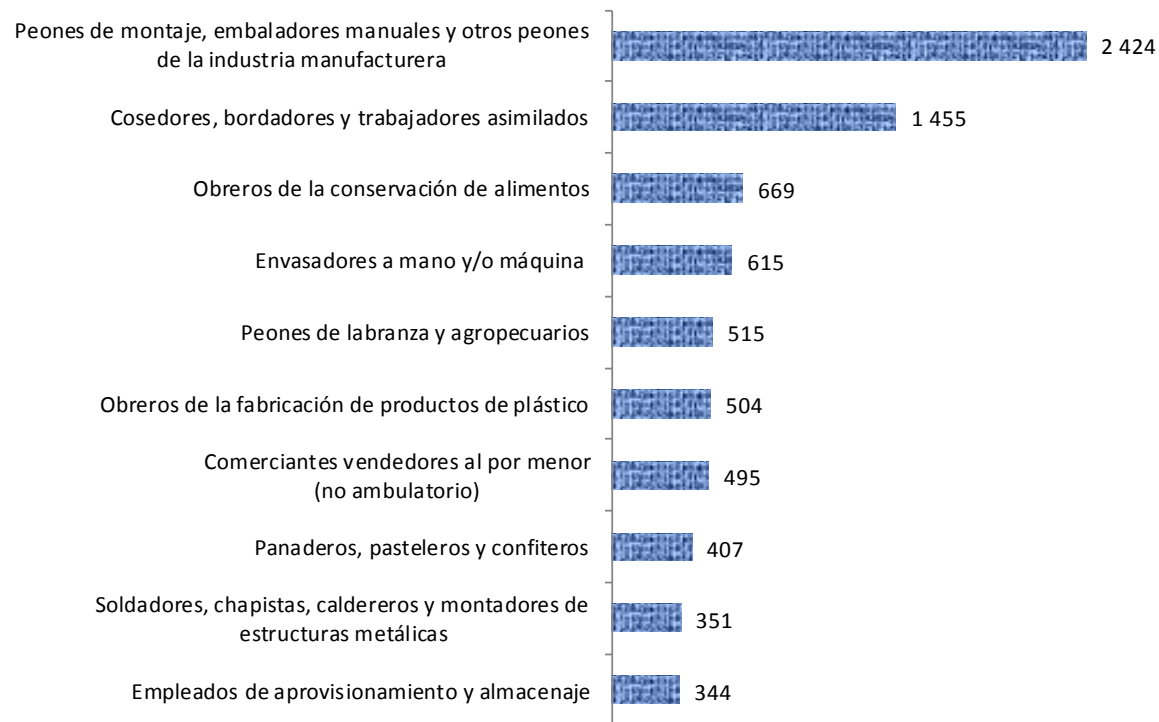 Peones de montaje, embaladores manuales y otros peones
de la industria manufacturera
2 424
Cosedores, bordadores y trabajadores asimilados
1 455
Obreros de la conservación de alimentos
669
Envasadores a mano y/o máquina
615
Peones de labranza y agropecuarios
515
Obreros de la fabricación de productos de plástico
504
Comerciantes vendedores al por menor
(no ambulatorio)
495
Panaderos, pasteleros y confiteros
407
Soldadores, chapistas, caldereros y montadores de
estructuras metálicas
351
Empleados de aprovisionamiento y almacenaje
344